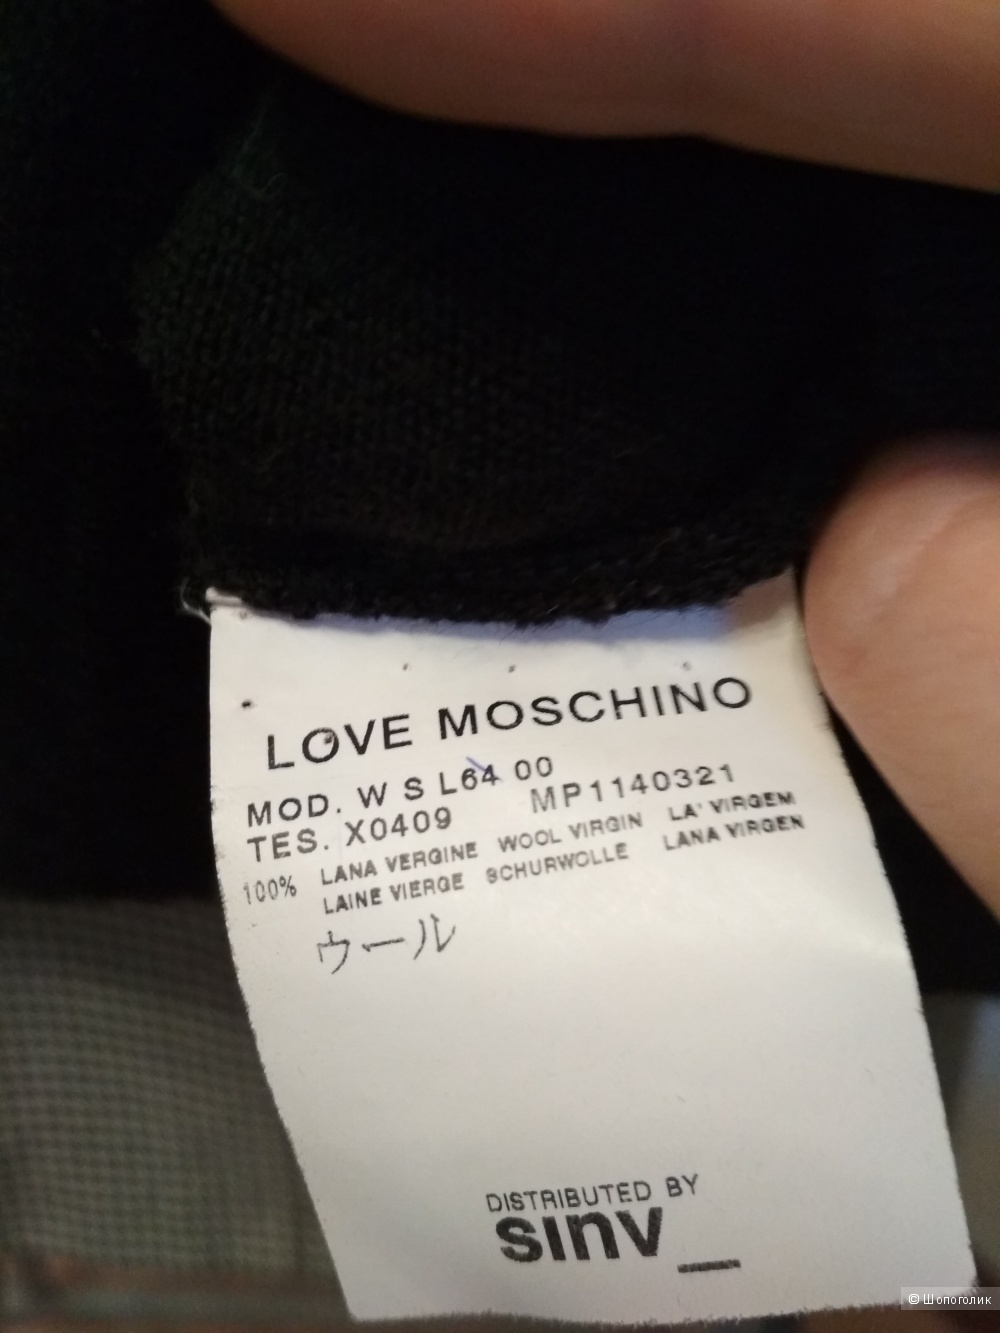 LOVE MOSCHINO
MOD. W S L64 00
TES. X0409 MP1140321
100% LANA VERGINE WOOL VIRGIN LA' VIRGEM
LAINE VIERGE SCHURWOLLE LANA VIRGEN
ウール
DISTRIBUTED BY
sinv_
© Шопоголик